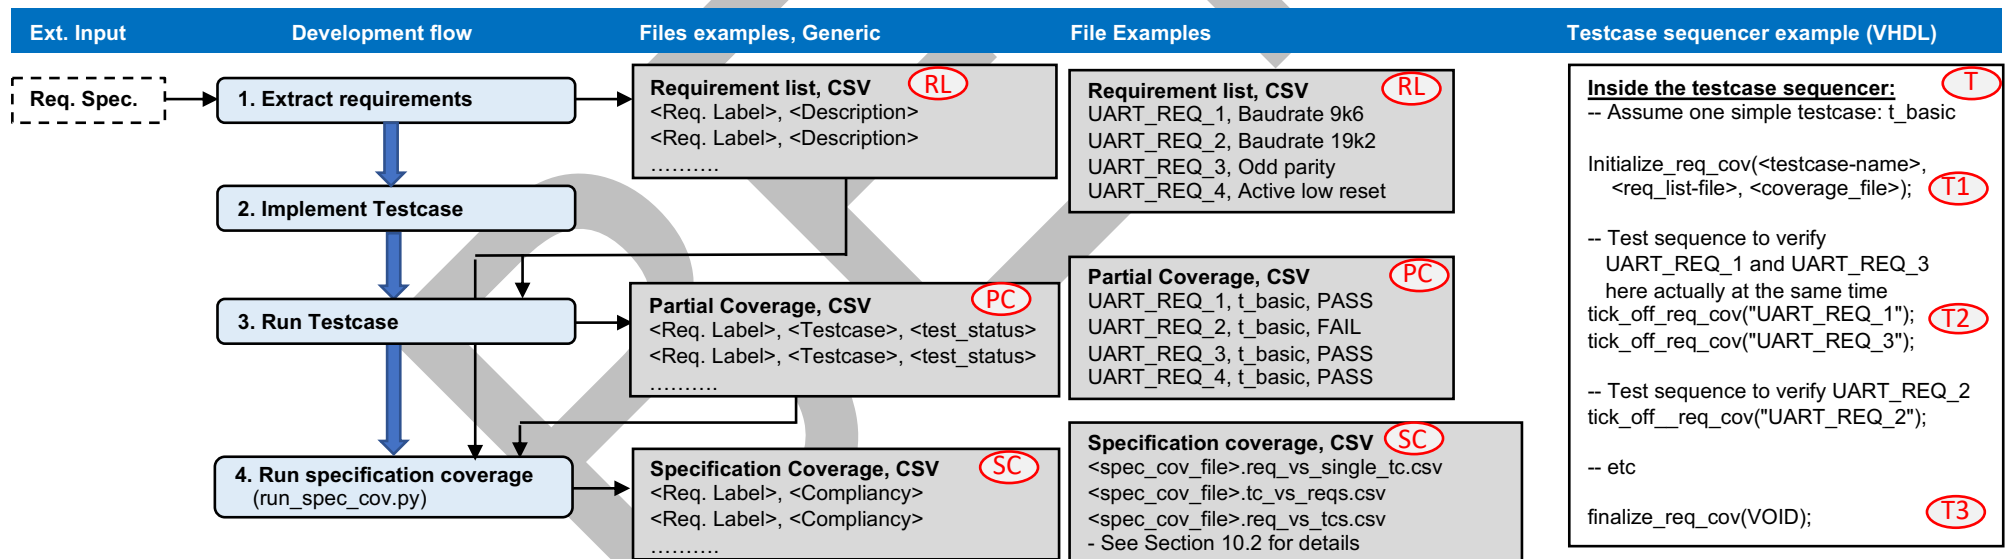 Ext. Input
Development flow
Files examples, Generic
File Examples
Testcase sequencer example (VHDL)
Req. Spec.
1. Extract requirements
2. Implement Testcase
3. Run Testcase
4. Run specification coverage
(run_spec_cov.py)
Requirement list, CSV
RL
<Req. Label>, <Description>
<Req. Label>, <Description>
..........
Partial Coverage, CSV
PC
<Req. Label>, <Testcase>, <test_status>
<Req. Label>, <Testcase>, <test_status>
..........
Specification Coverage, CSV
SC
<Req. Label>, <Compliancy>
<Req. Label>, <Compliancy>
..........
Requirement list, CSV
RL
UART_REQ_1, Baudrate 9k6
UART_REQ_2, Baudrate 19k2
UART_REQ_3, Odd parity
UART_REQ_4, Active low reset
Partial Coverage, CSV
PC
UART_REQ_1, t_basic, PASS
UART_REQ_2, t_basic, FAIL
UART_REQ_3, t_basic, PASS
UART_REQ_4, t_basic, PASS
Specification coverage, CSV
SC
<spec_cov_file>.req_vs_single_tc.csv
<spec_cov_file>.tc_vs_reqs.csv
<spec_cov_file>.req_vs_tcs.csv
- See Section 10.2 for details
Inside the testcase sequencer:
T
-- Assume one simple testcase: t_basic
Initialize_req_cov(<testcase-name>,
<req_list-file>, <coverage_file>);
T1
-- Test sequence to verify
UART_REQ_1 and UART_REQ_3
here actually at the same time
tick_off_req_cov("UART_REQ_1");
T2
tick_off_req_cov("UART_REQ_3");
-- Test sequence to verify UART_REQ_2
tick_off__req_cov("UART_REQ_2");
-- etc
finalize_req_cov(VOID);
T3